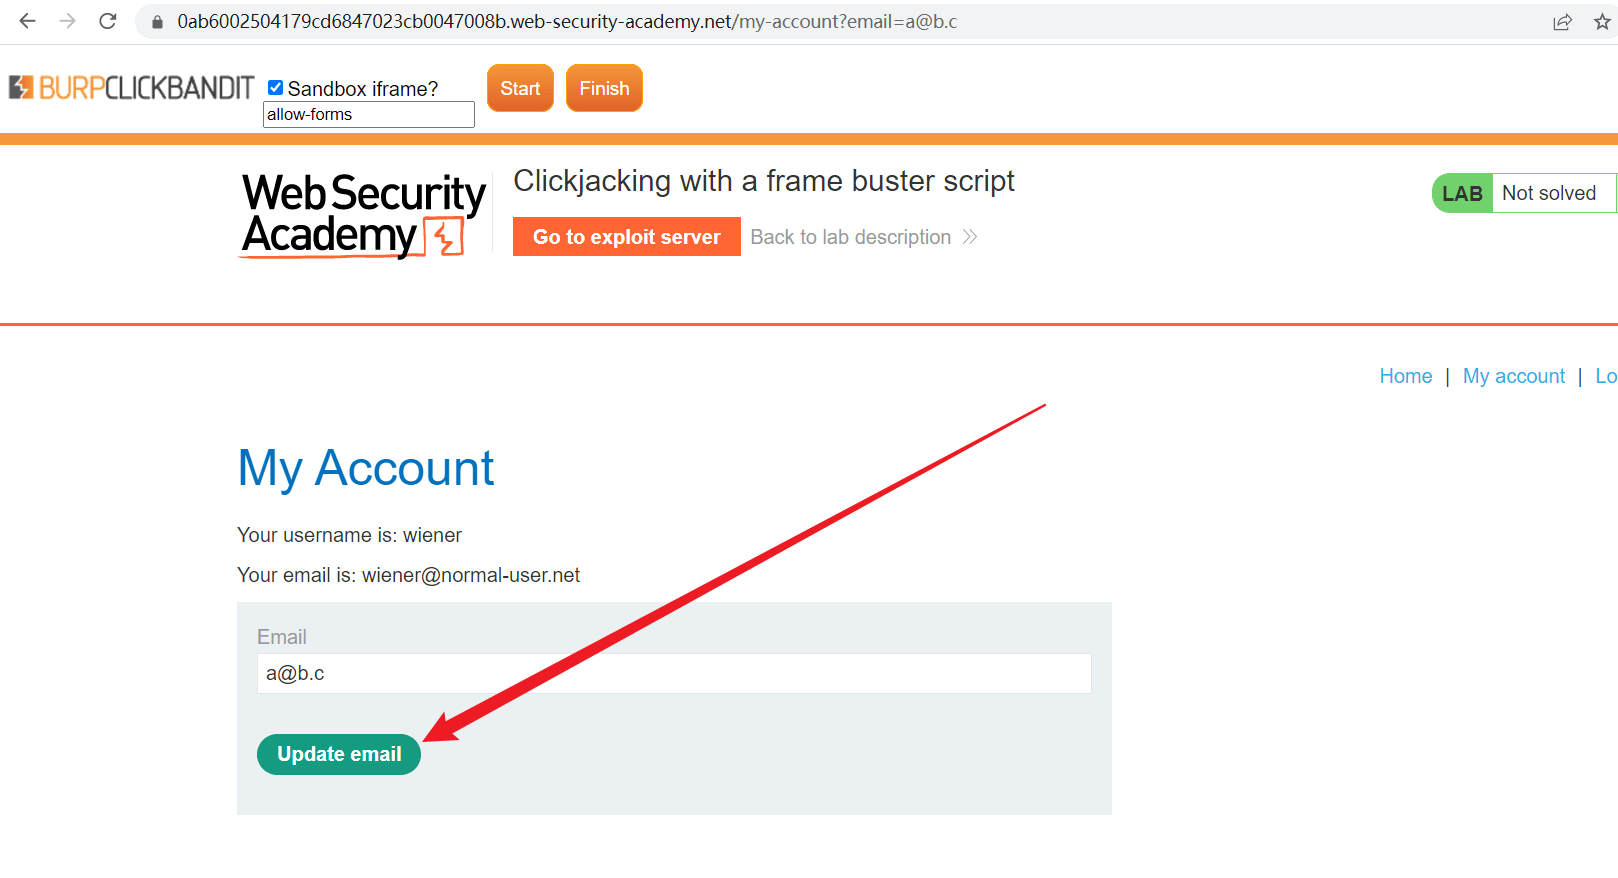 0ab6002504179cd6847023cb0047008b.web-security-academy.net/my-account?email=a@b.c
BURPCLICKBANDIT
Sandbox iframe?
allow-forms
Start
Finish
Web Security
Academy
Clickjacking with a frame buster script
Go to exploit server
Back to lab description
LAB
Not solved
Home | My account | Lo
My Account
Your username is: wiener
Your email is: wiener@normal-user.net
Email
a@b.c
Update email